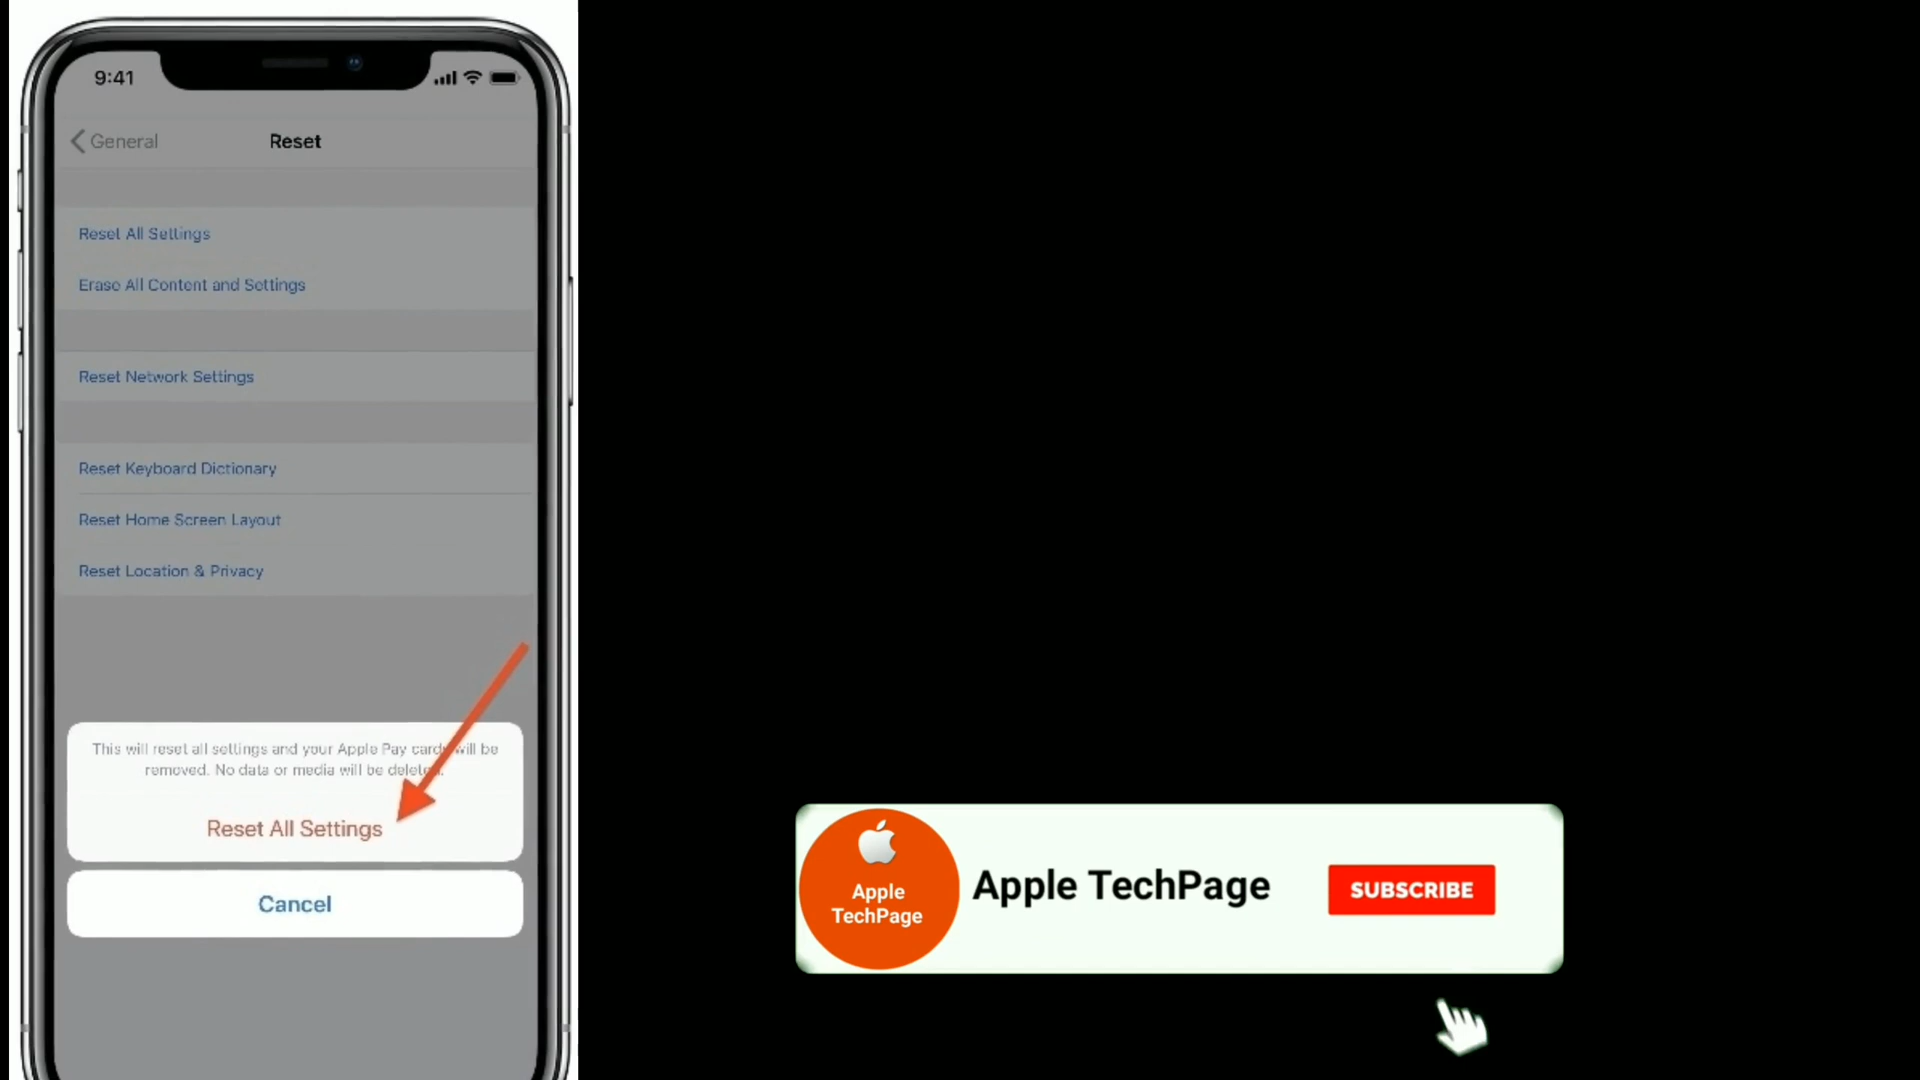 9:41
General
Reset
Reset All Settings
Erase All Content and Settings
Reset Network Settings
Reset Keyboard Dictionary
Reset Home Screen Layout
Reset Location & Privacy
This will reset all settings and your Apple Pay cards will be
removed. No data or media will be deleted.
Reset All Settings
Cancel
Apple
TechPage
Apple TechPage
SUBSCRIBE